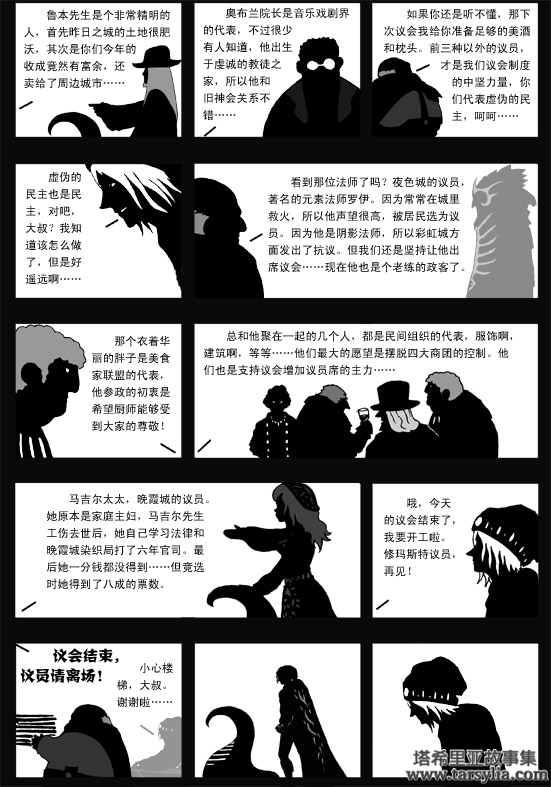 鲁本先生是个非常精明的
人，首先昨日之城的土地很肥
沃，其次是你们今年的
收成竟然有富余，还
卖给了周边城市……
奥布兰院长是音乐戏剧界
的代表，不过很少
有人知道，他出生
于虔诚的教徒之
家，所以他和
旧神会关系不
错……
如果你还是听不懂，那下
次议会我给你准备足够的美酒
和枕头。前三种以外的议员，
才是我们议会制度
的中坚力量，你
们代表虚伪的民
主，呵呵……
虚伪的
民主也是民
主，对吧，
大叔？我知
道该怎么做
了，但是好
遥远啊……
看到那位法师了吗？夜色城的议员，
著名的元素法师罗伊。因为常常在城里
救火，所以他声望很高，被居民选为议
员。因为他是阴影法师，所以彩虹城方
面发出了抗议。但我们还是坚持让他出
席议会……现在他也是个老练的政客了。
那个衣着华
丽的胖子是美食
家联盟的代表，
他参政的初衷是
希望厨师能够受
到大家的尊敬！
总和他聚在一起的几个人，都是民间组织的代表，服饰啊，
建筑啊，等等……他们最大的愿望是摆脱四大商团的控制。他
们也是支持议会增加议员席的主力……
马吉尔太太，晚霞城的议员。
她原本是家庭主妇，马吉尔先生
工伤去世后，她自己学习法律和
晚霞城染织局打了六年官司。最
后她一分钱都没得到……但竞选
时她得到了八成的票数。
哦，今天
的议会结束了，
我要开工啦。
修玛斯特议员，
再见！
议会结束，
议员请离场！
小心楼
梯，大叔。
谢谢啦……
塔希里亚故事集
www.tarsylia.com